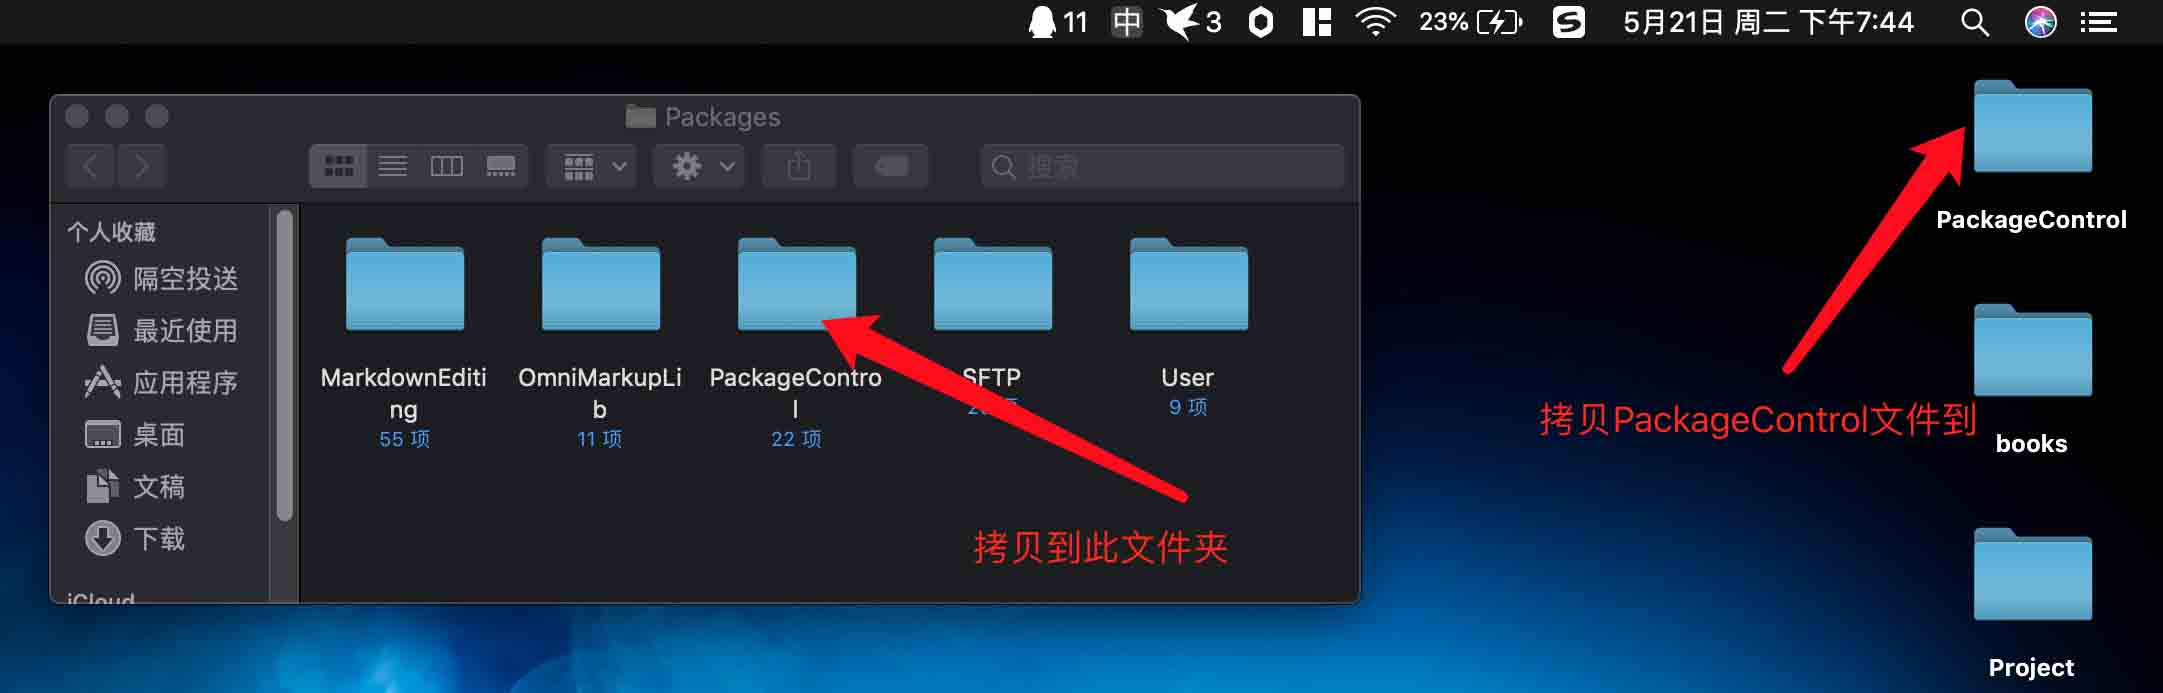 11 中 3 23% 5月21日 周二 下午7:44
Packages
搜索
个人收藏
隔空投送
最近使用
应用程序
桌面
文稿
下载
iCloud
MarkdownEditi
ng
55 项
OmniMarkupLi
b
11 项
PackageContro
l
22 项
SFTP
User
9 项
拷贝到此文件夹
PackageControl
拷贝PackageControl文件到
books
Project